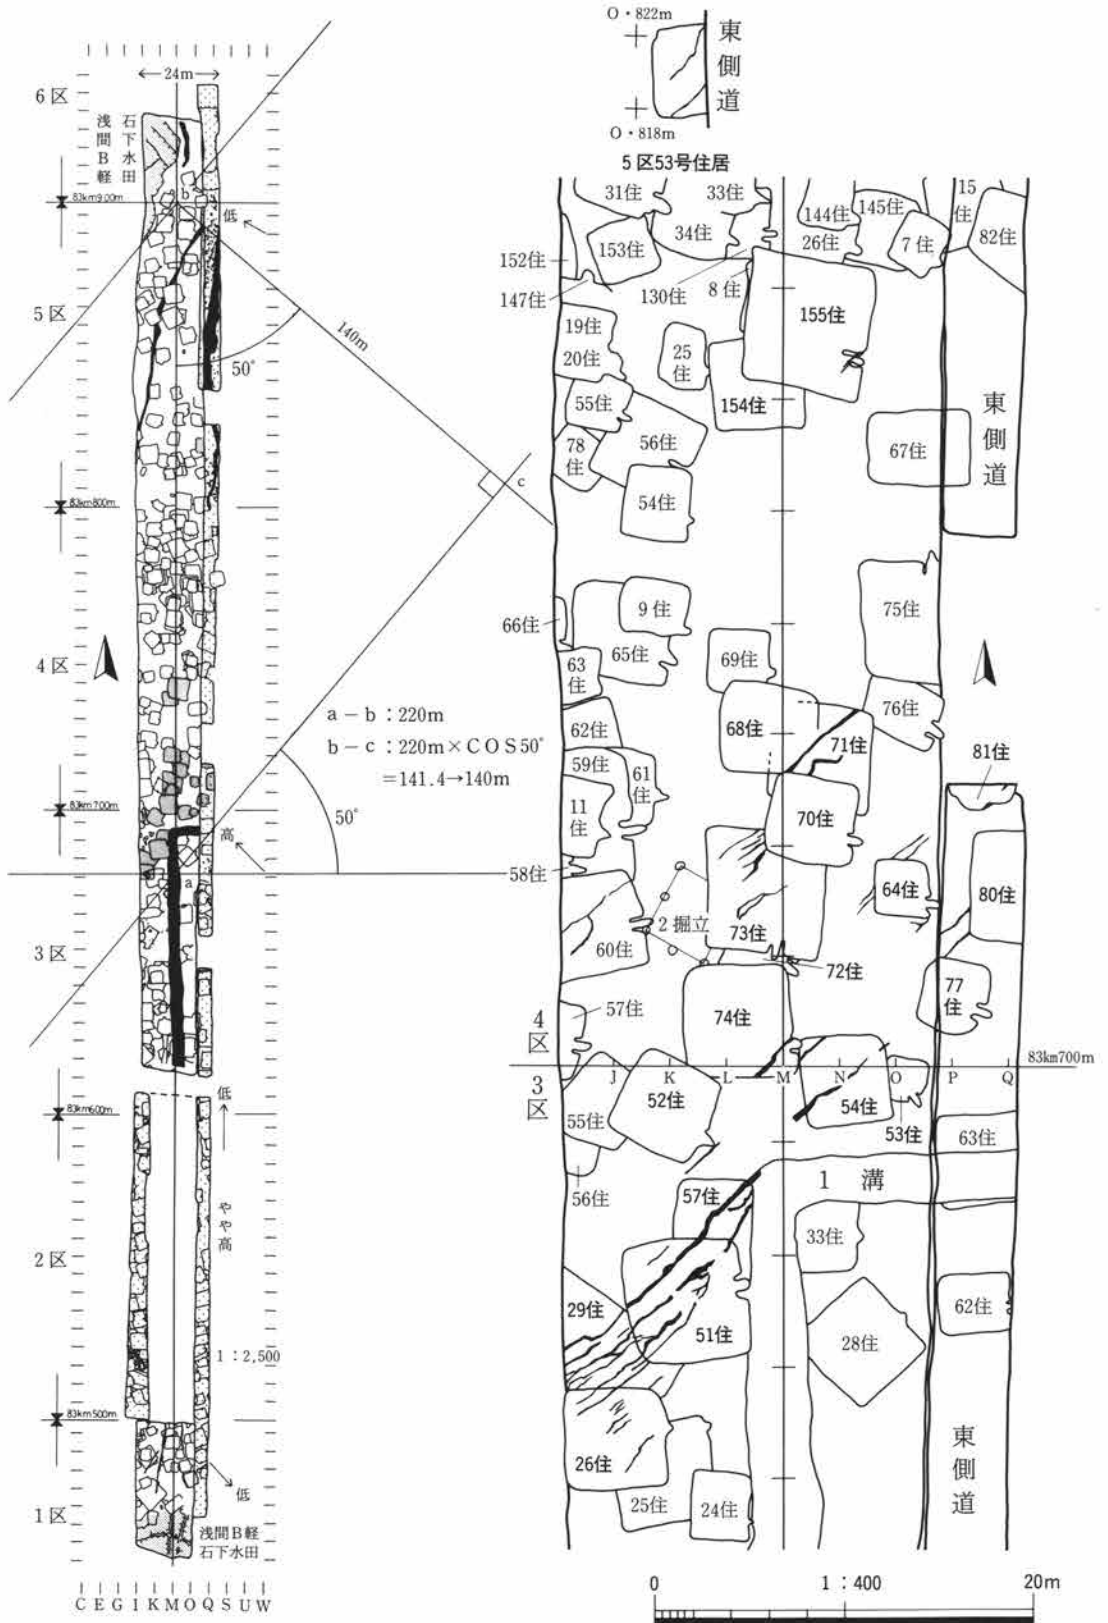 24m
6区
浅間B軽
石下水田
83km900m
b
低
5区
50°
140m
c
83km800m
4区
a－b：220m
b－c：220m×COS50°
＝141.4→140m
83km700m
高
50°
a
3区
83km600m
低
やや高
2区
1：2,500
83km500m
低
1区
浅間B軽
石下水田
C E G I K M O Q S U W
O・822m
東側道
O・818m
5区53号住居
31住
33住
144住
145住
15住
82住
34住
26住
7住
152住
153住
147住
130住
8住
155住
19住
20住
25住
154住
東側道
55住
56住
67住
78住
54住
9住
75住
66住
65住
63住
69住
76住
62住
68住
71住
59住
61住
81住
11住
70住
58住
64住
80住
60住
2掘立
73住
72住
77住
57住
74住
4区
83km700m
J K L M N O P Q
3区
52住
54住
55住
53住
63住
56住
57住
1溝
33住
29住
51住
28住
62住
26住
25住
24住
東側道
0 1：400 20m